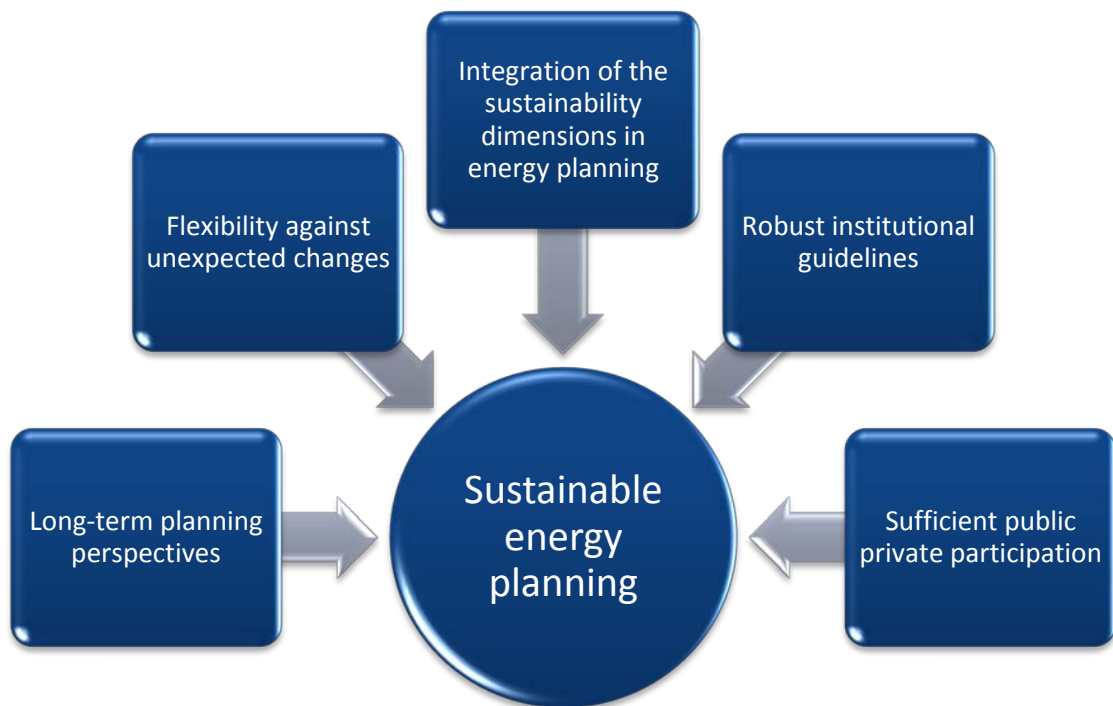 Integration of the
sustainability
dimensions in
energy planning
Flexibility against
unexpected changes
Robust institutional
guidelines
Long-term planning
perspectives
Sustainable
energy
planning
Sufficient public
private participation